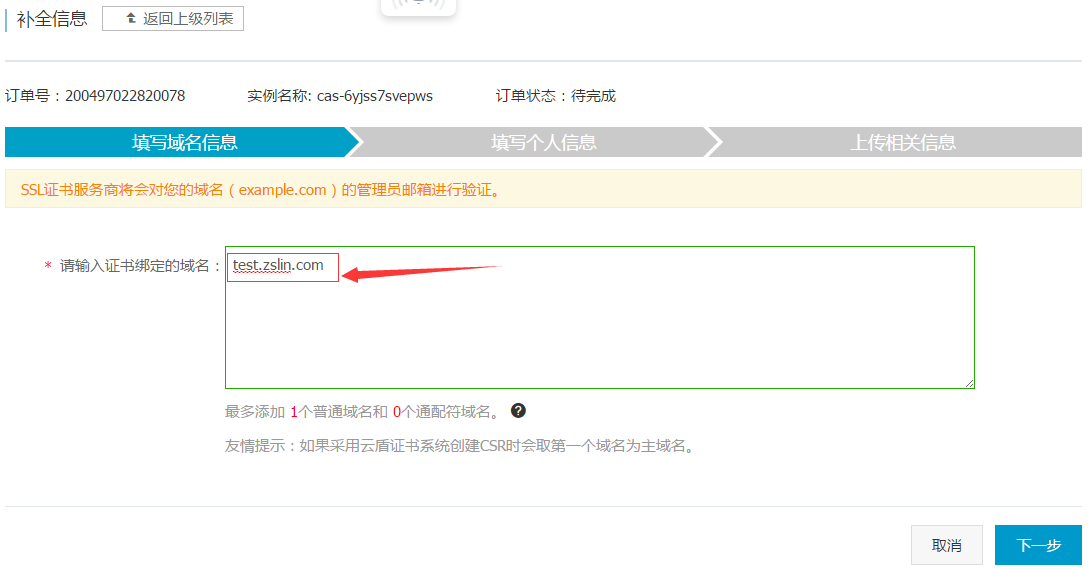 补全信息 返回上级列表
订单号：200497022820078 实例名称: cas-6yjss7svepws 订单状态：待完成
填写域名信息 填写个人信息 上传相关信息
SSL证书服务商将会对您的域名（example.com）的管理员邮箱进行验证。
* 请输入证书绑定的域名： test.zslin.com
最多添加 1个普通域名和 0个通配符域名。 ?
友情提示：如果采用云盾证书系统创建CSR时会取第一个域名为主域名。
取消 下一步